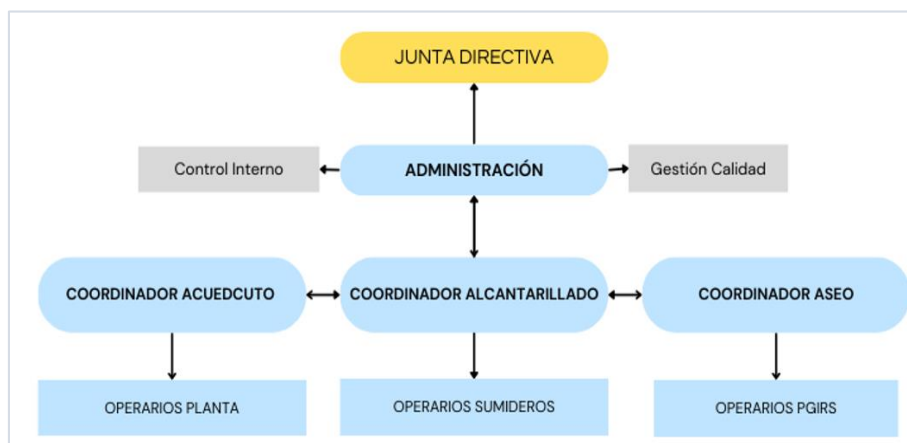 JUNTA DIRECTIVA
Control Interno
ADMINISTRACIÓN
Gestión Calidad
COORDINADOR ACUEDCUTO
COORDINADOR ALCANTARILLADO
COORDINADOR ASEO
OPERARIOS PLANTA
OPERARIOS SUMIDEROS
OPERARIOS PGIRS